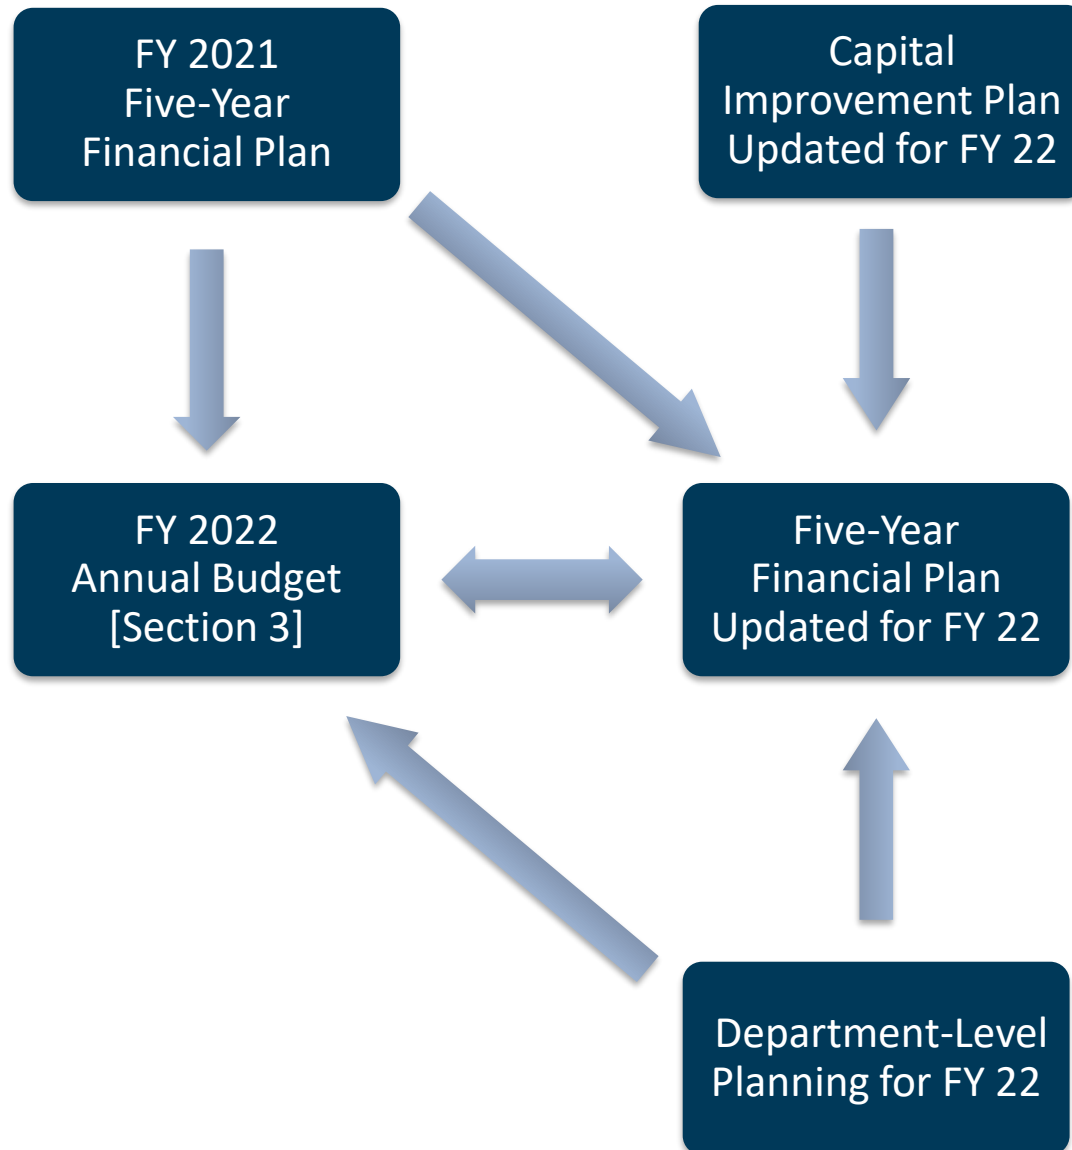 FY 2021
Five-Year
Financial Plan
Capital
Improvement Plan
Updated for FY 22
FY 2022
Annual Budget
[Section 3]
Five-Year
Financial Plan
Updated for FY 22
Department-Level
Planning for FY 22